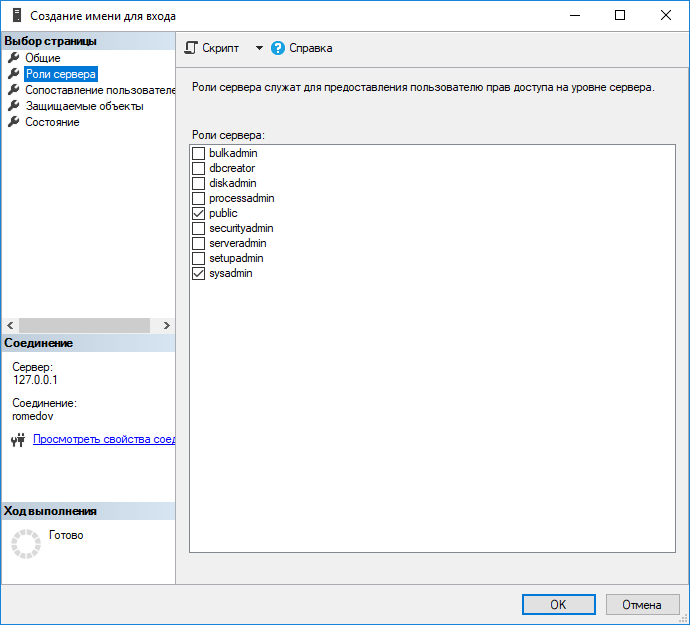 Создание имени для входа
Выбор страницы
Общие
Роли сервера
Сопоставление пользователе
Защищаемые объекты
Состояние
Скрипт
Справка
Роли сервера служат для предоставления пользователю прав доступа на уровне сервера.
Роли сервера:
bulkadmin
dbcreator
diskadmin
processadmin
public
securityadmin
serveradmin
setupadmin
sysadmin
Соединение
Сервер:
127.0.0.1
Соединение:
romedov
Просмотреть свойства соед
Ход выполнения
Готово
OK
Отмена